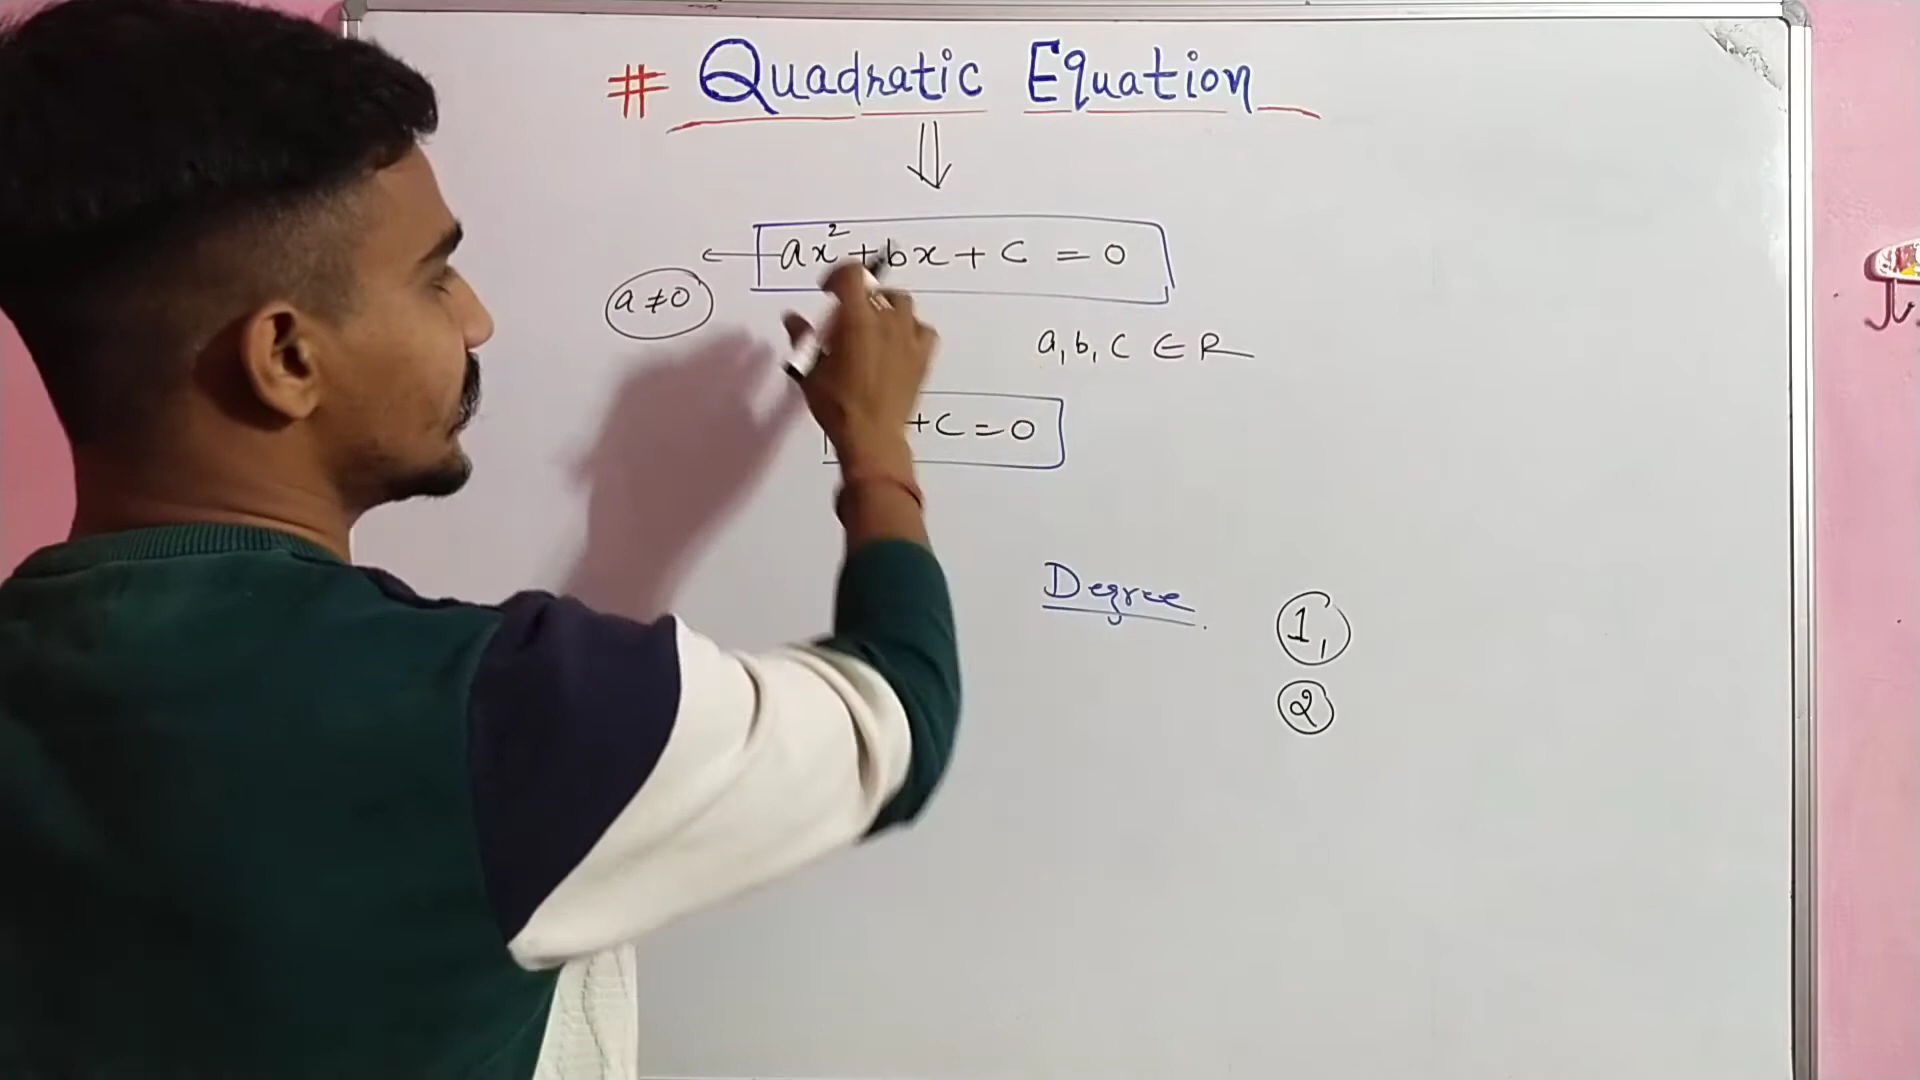 # Quadratic Equation
ax² + bx + c = 0
a ≠ 0
a, b, c ∈ R
+ c = 0
Degree
1,
2